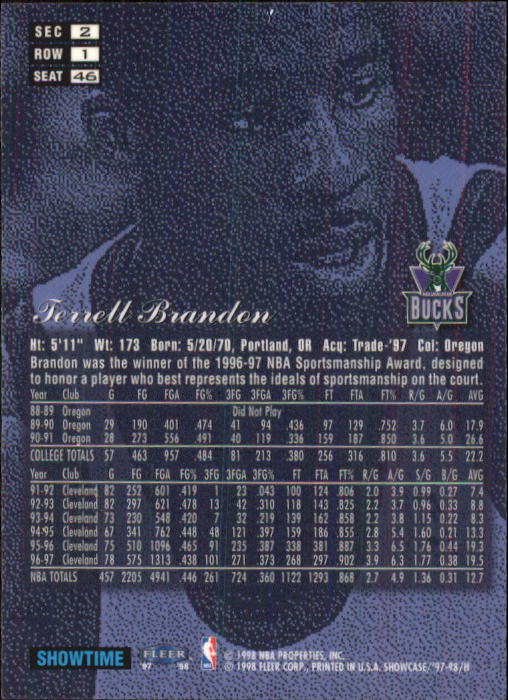 SEC 2
ROW 1
SEAT 46
BUCKS
Terrell Brandon
Ht: 5'11" Wt: 173 Born: 5/20/70, Portland, OR Acq: Trade-'97 Col: Oregon
Brandon was the winner of the 1996-97 NBA Sportsmanship Award, designed
to honor a player who best represents the ideals of sportsmanship on the court.
Year Club G FG FGA FG% 3FG 3FGA 3FG% FT FTA FT% R/G A/G AVG
88-89 Oregon Did Not Play
89-90 Oregon 29 190 401 .474 41 94 .436 97 129 .752 3.7 6.0 17.9
90-91 Oregon 28 273 556 .491 40 119 .336 159 187 .850 3.6 5.0 26.6
COLLEGE TOTALS 57 463 957 .484 81 213 .380 256 316 .810 3.6 5.5 22.2
Year Club G FG FGA FG% 3FG 3FGA 3FG% FT FTA FT% R/G A/G S/G B/G AVG
91-92 Cleveland 82 252 601 .419 1 23 .043 100 124 .806 2.0 3.9 0.99 0.27 7.4
92-93 Cleveland 82 297 621 .478 13 42 .310 118 143 .825 2.2 3.7 0.96 0.33 8.8
93-94 Cleveland 73 230 548 .420 7 32 .219 139 162 .858 2.2 3.8 1.15 0.22 8.3
94-95 Cleveland 67 341 762 .448 48 121 .397 159 186 .855 2.8 5.4 1.60 0.21 13.3
95-96 Cleveland 75 510 1096 .465 91 235 .387 338 381 .887 3.3 6.5 1.76 0.44 19.3
96-97 Cleveland 78 575 1313 .438 101 271 .373 268 297 .902 3.9 6.3 1.77 0.38 19.5
NBA TOTALS 457 2205 4941 .446 261 724 .360 1122 1293 .868 2.7 4.9 1.36 0.31 12.7
SHOWTIME
FLEER
'97 '98
© 1998 NBA PROPERTIES, INC.
© 1998 FLEER CORP., PRINTED IN U.S.A. SHOWCASE/'97-98/H